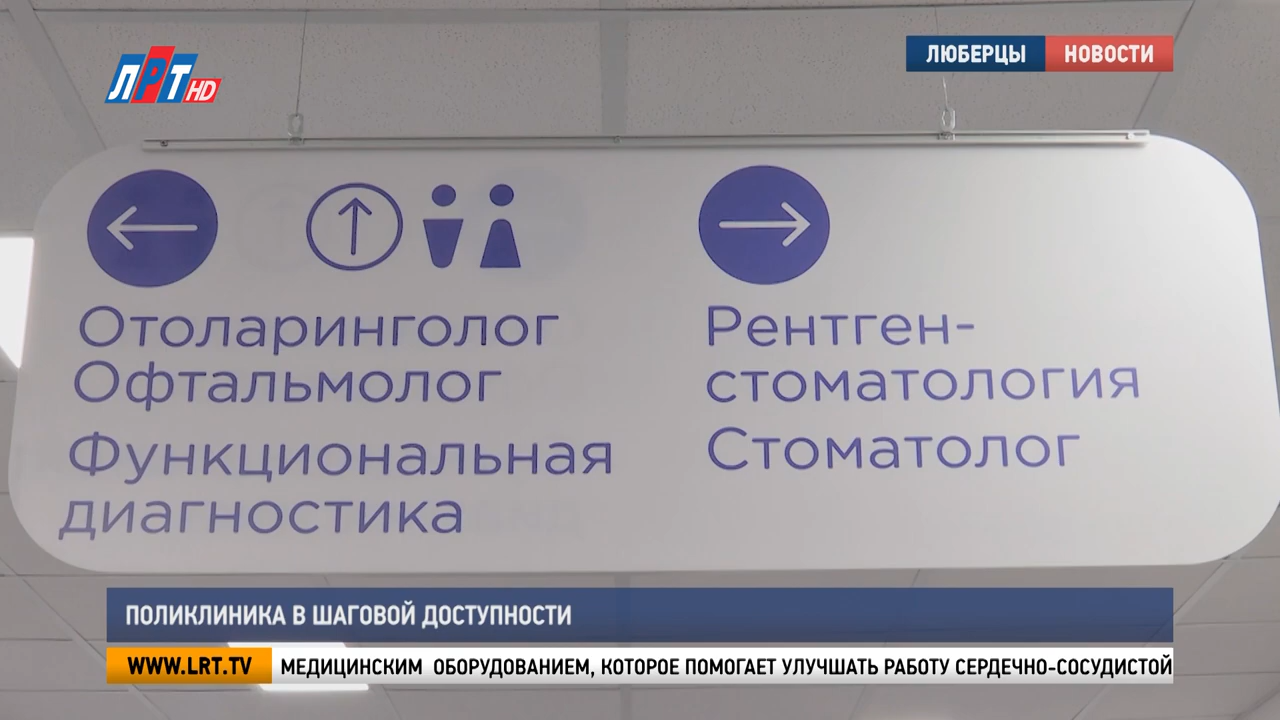 ЛРТ HD
ЛЮБЕРЦЫ НОВОСТИ
Отоларинголог
Офтальмолог
Функциональная
диагностика
Рентген-
стоматология
Стоматолог
ПОЛИКЛИНИКА В ШАГОВОЙ ДОСТУПНОСТИ
WWW.LRT.TV МЕДИЦИНСКИМ ОБОРУДОВАНИЕМ, КОТОРОЕ ПОМОГАЕТ УЛУЧШАТЬ РАБОТУ СЕРДЕЧНО-СОСУДИСТОЙ